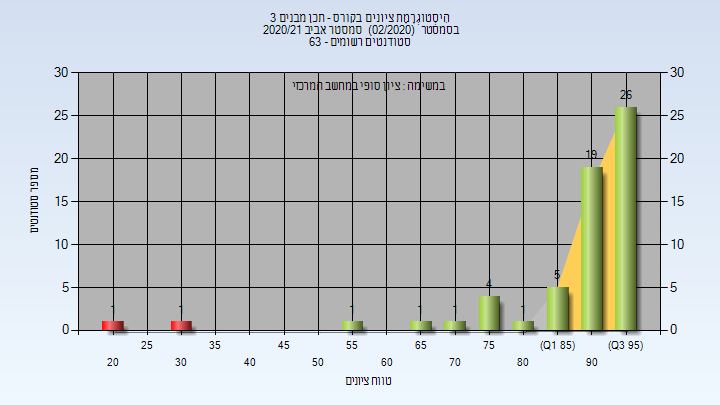 היסטוגרמת ציונים בקורס - תכן מבנים 3
בסמסטר (02/2020) סמסטר אביב 2020/21
סטודנטים רשומים - 63
במשימה : ציון סופי במחשב המרכזי
מספר סטודנטים
30 30
25 25
20 20
15 15
10 10
5 5
0 0
1 1 1 1 1 4 1 5 19 26
25 35 45 55 65 75 (Q1 85) (Q3 95)
20 30 40 50 60 70 80 90
טווח ציונים